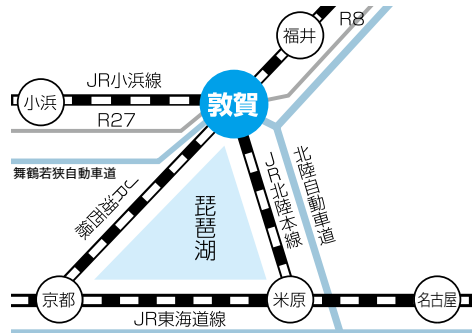 R8
福井
JR小浜線
小浜
敦賀
R27
舞鶴若狭自動車道
JR湖西線
琵琶湖
JR北陸本線
北陸自動車道
京都
米原
名古屋
JR東海道線